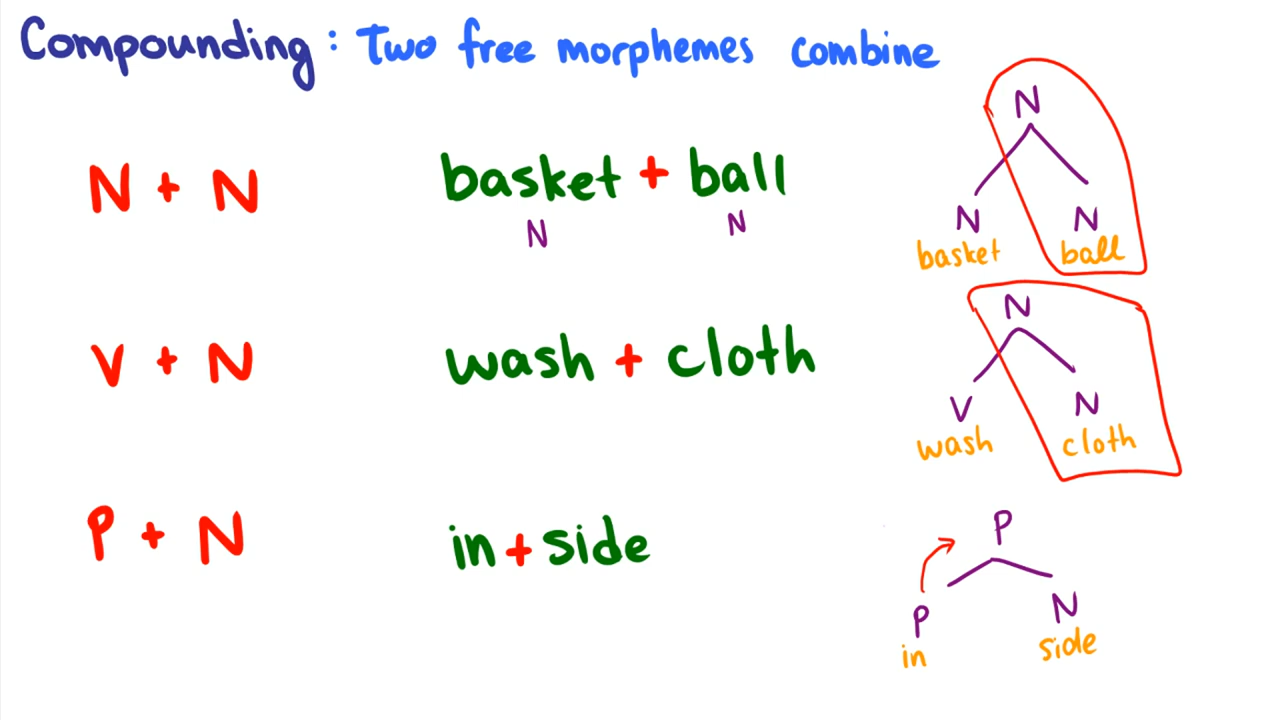 Compounding: Two free morphemes combine
N + N
basket + ball
N N
N
N N
basket ball
V + N
wash + cloth
N
V N
wash cloth
P + N
in + side
P
P N
in side